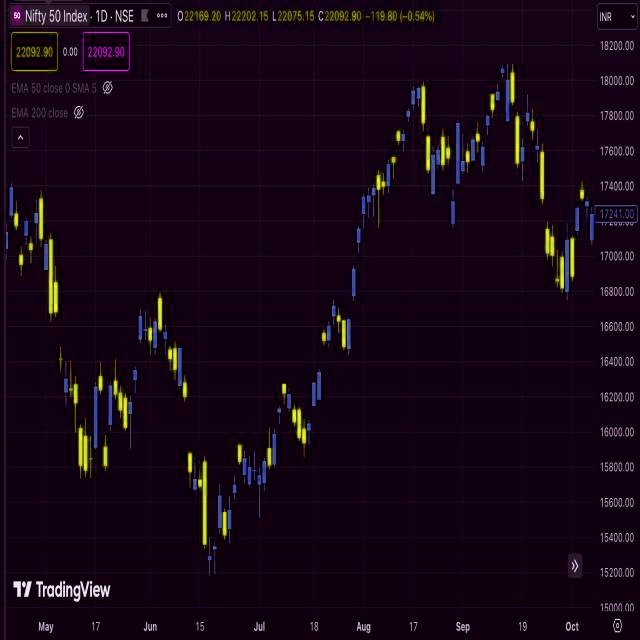 50 Nifty 50 Index · 1D · NSE ••• O22169.20 H22202.15 L22075.15 C22092.90 −119.80 (−0.54%) INR
22092.90 0.00 22092.90
EMA 50 close 0 SMA 5
EMA 200 close
18200.00
18000.00
17800.00
17600.00
17400.00
17241.00
17000.00
16800.00
16600.00
16400.00
16200.00
16000.00
15800.00
15600.00
15400.00
15200.00
15000.00
TradingView
May 17 Jun 15 Jul 18 Aug 17 Sep 19 Oct